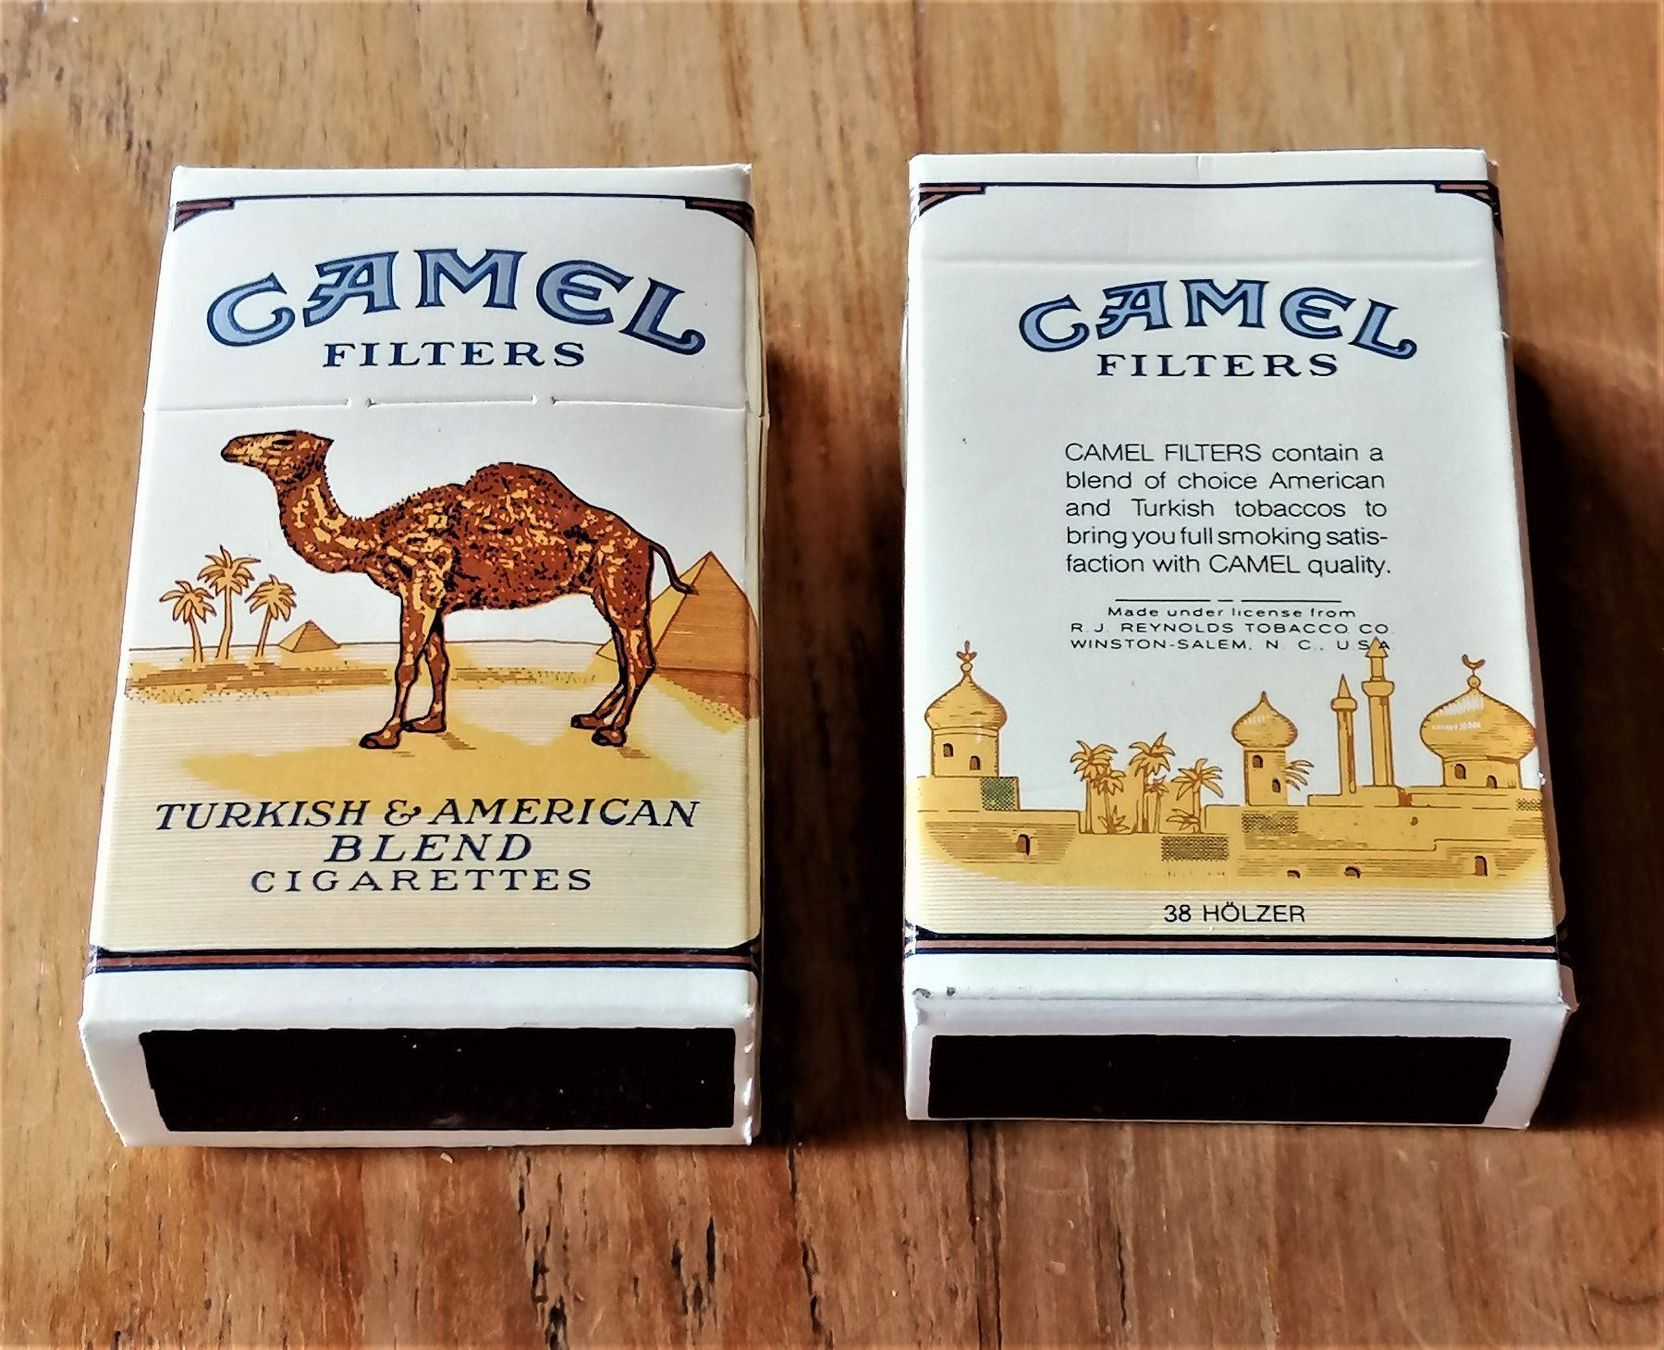 CAMEL
FILTERS
TURKISH & AMERICAN
BLEND
CIGARETTES
CAMEL
FILTERS
CAMEL FILTERS contain a
blend of choice American
and Turkish tobaccos to
bring you full smoking satis-
faction with CAMEL quality.
Made under license from
R. J. REYNOLDS TOBACCO CO.
WINSTON-SALEM, N. C., U S A
38 HÖLZER